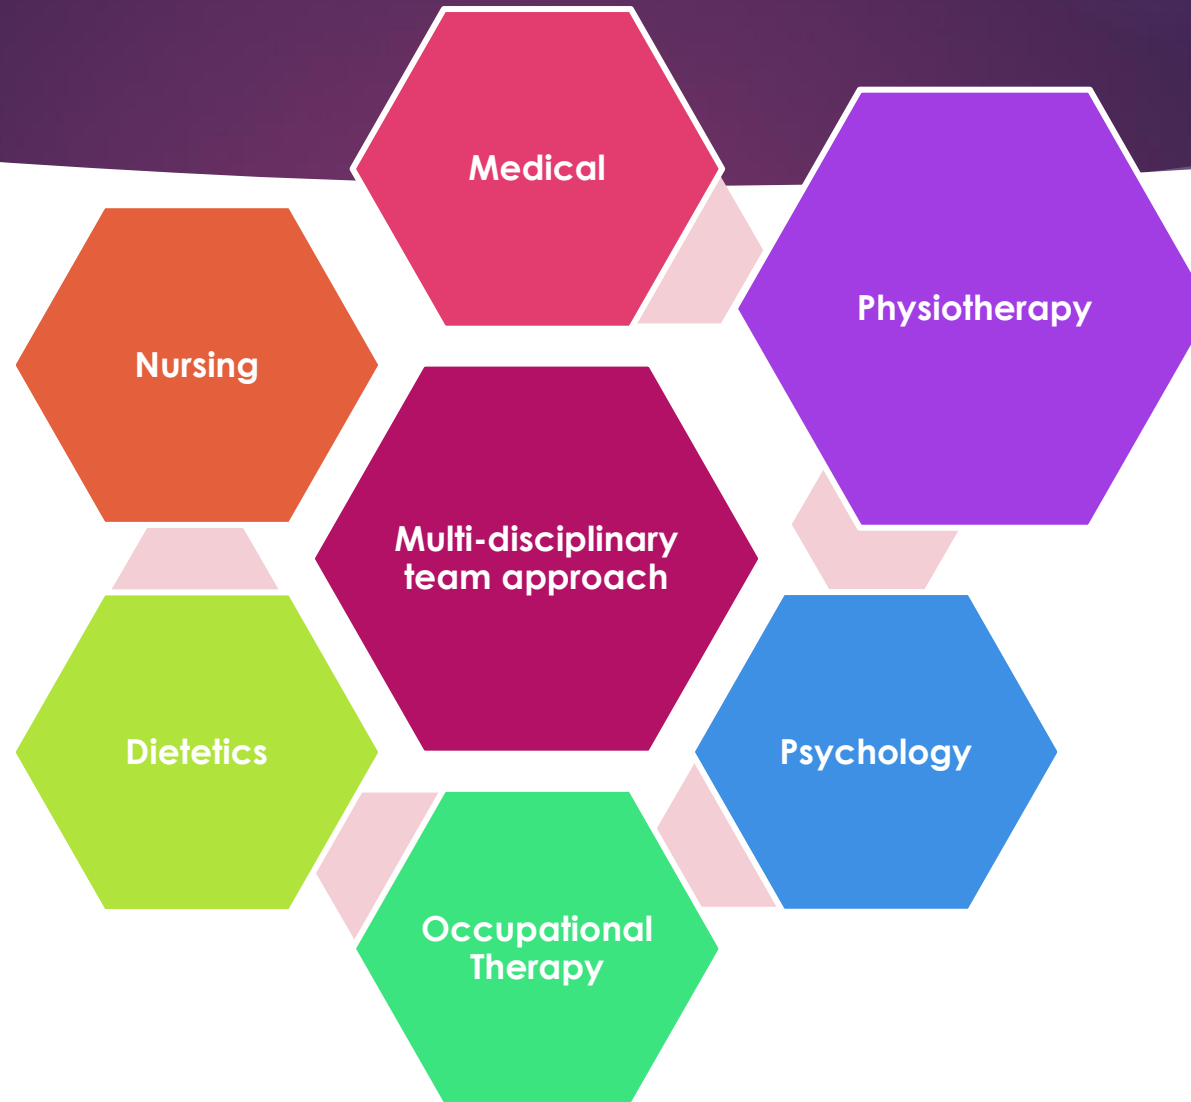 Medical
Physiotherapy
Nursing
Multi-disciplinary
team approach
Dietetics
Psychology
Occupational
Therapy